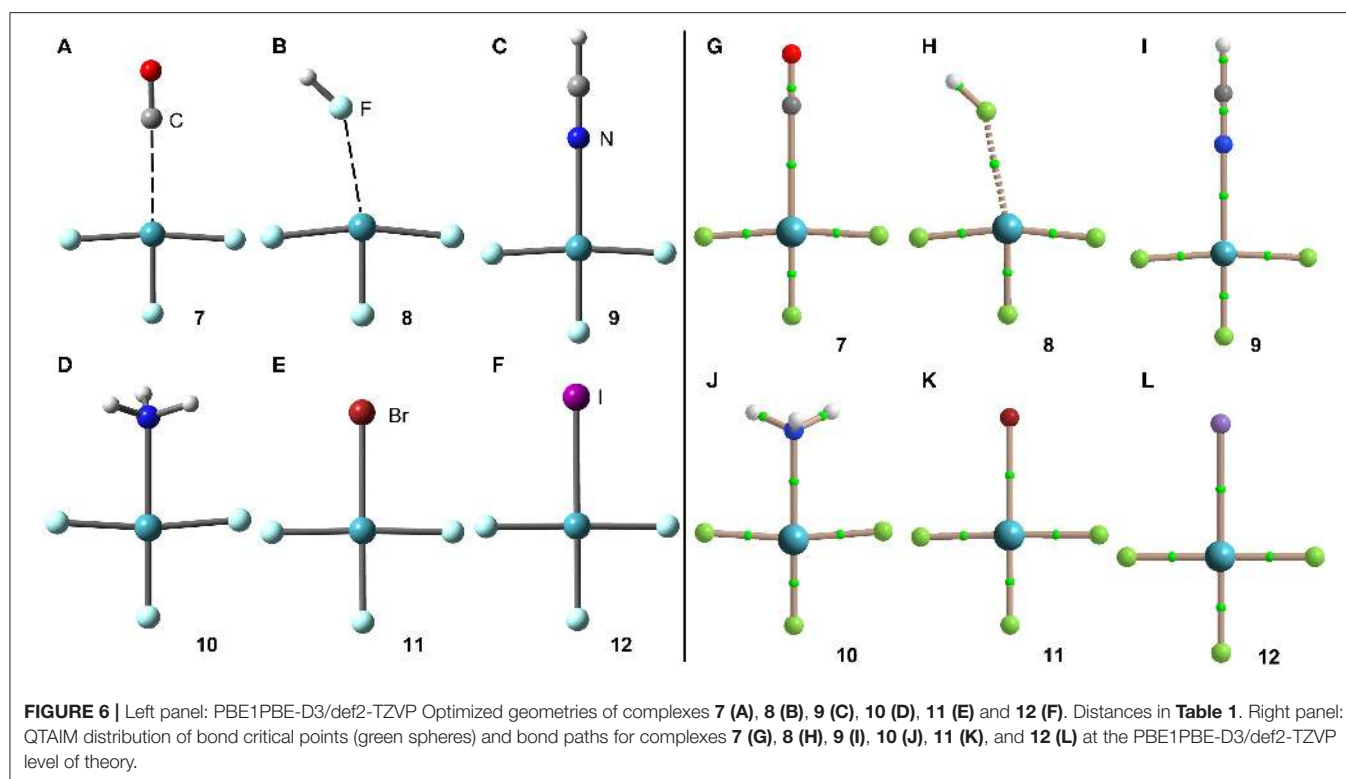 A B C G H I
C F N
7 8 9 7 8 9
D E F J K L
Br I
10 11 12 10 11 12
FIGURE 6 | Left panel: PBE1PBE-D3/def2-TZVP Optimized geometries of complexes 7 (A), 8 (B), 9 (C), 10 (D), 11 (E) and 12 (F). Distances in Table 1. Right panel:
QTAIM distribution of bond critical points (green spheres) and bond paths for complexes 7 (G), 8 (H), 9 (I), 10 (J), 11 (K), and 12 (L) at the PBE1PBE-D3/def2-TZVP
level of theory.